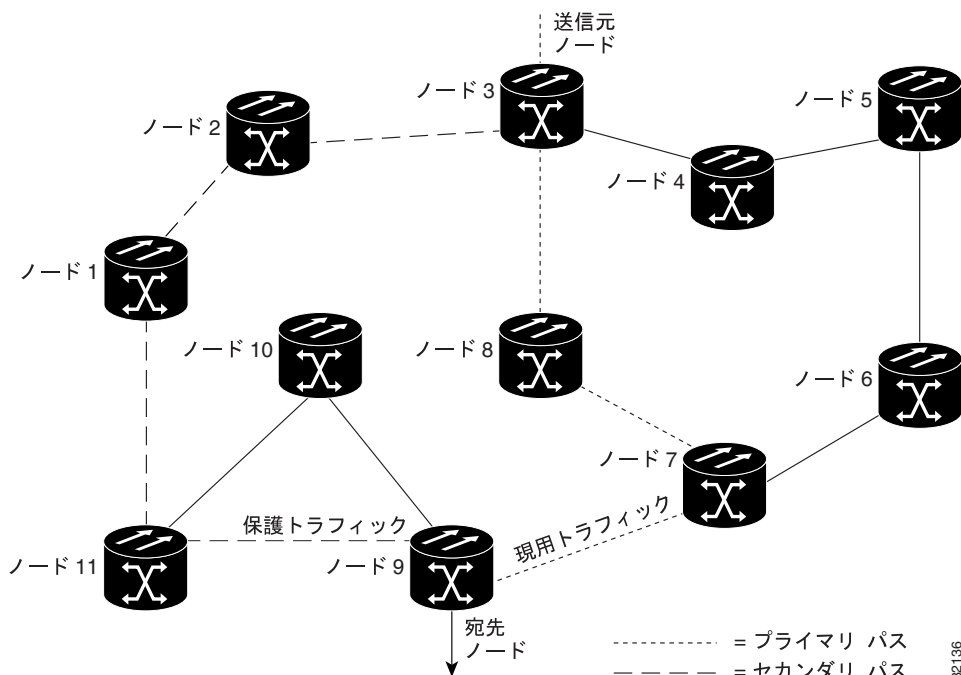 送信元
ノード
ノード 3
ノード 5
ノード 2
ノード 4
ノード 1
ノード 10
ノード 8
ノード 6
ノード 7
保護トラフィック
現用トラフィック
ノード 11
ノード 9
宛先
ノード
= プライマリ パス
= セカンダリ パス